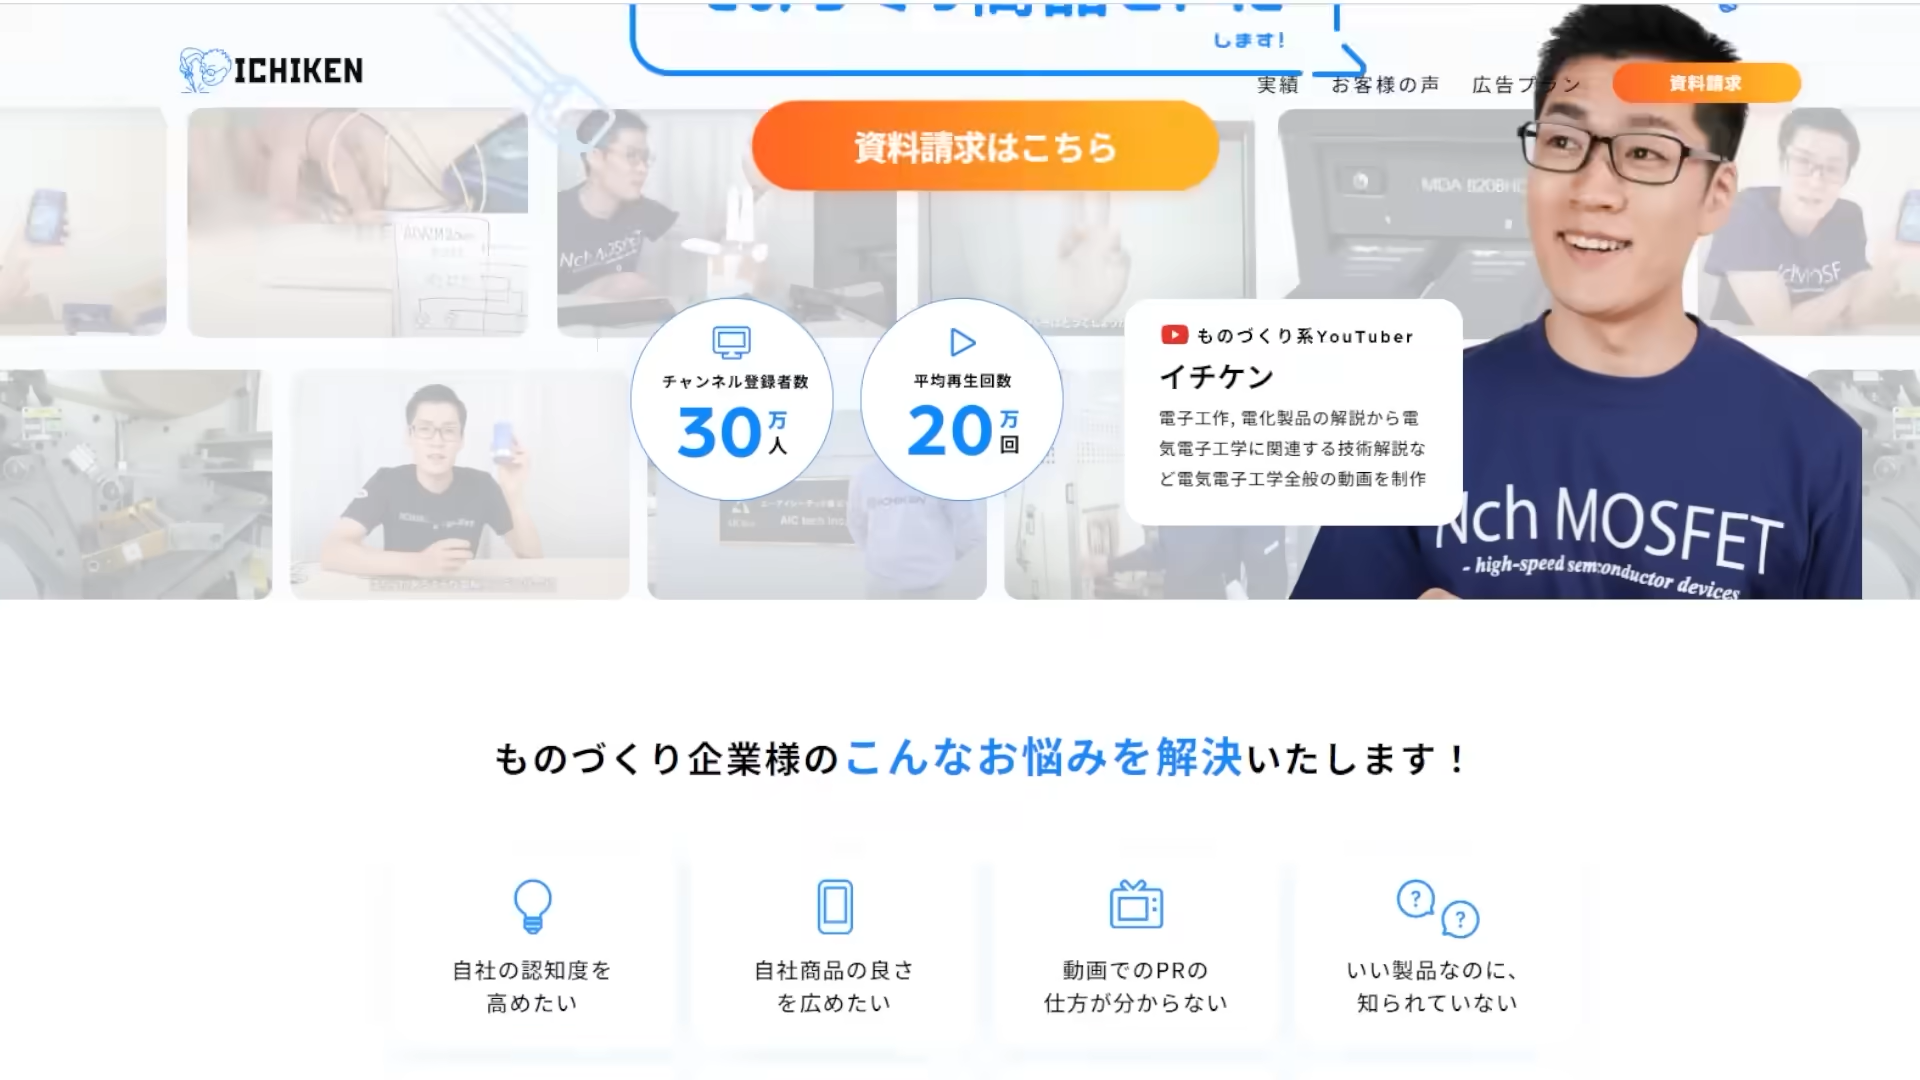 します!
ICHIKEN
実績 お客様の声 広告プラン 資料請求
資料請求はこちら
チャンネル登録者数
30万人
平均再生回数
20万回
ものづくり系YouTuber
イチケン
電子工作, 電化製品の解説から電
気電子工学に関連する技術解説な
ど電気電子工学全般の動画を制作
Nch MOSFET
- high-speed semiconductor devices
ものづくり企業様のこんなお悩みを解決いたします！
自社の認知度を
高めたい
自社商品の良さ
を広めたい
動画でのPRの
仕方が分からない
いい製品なのに、
知られていない